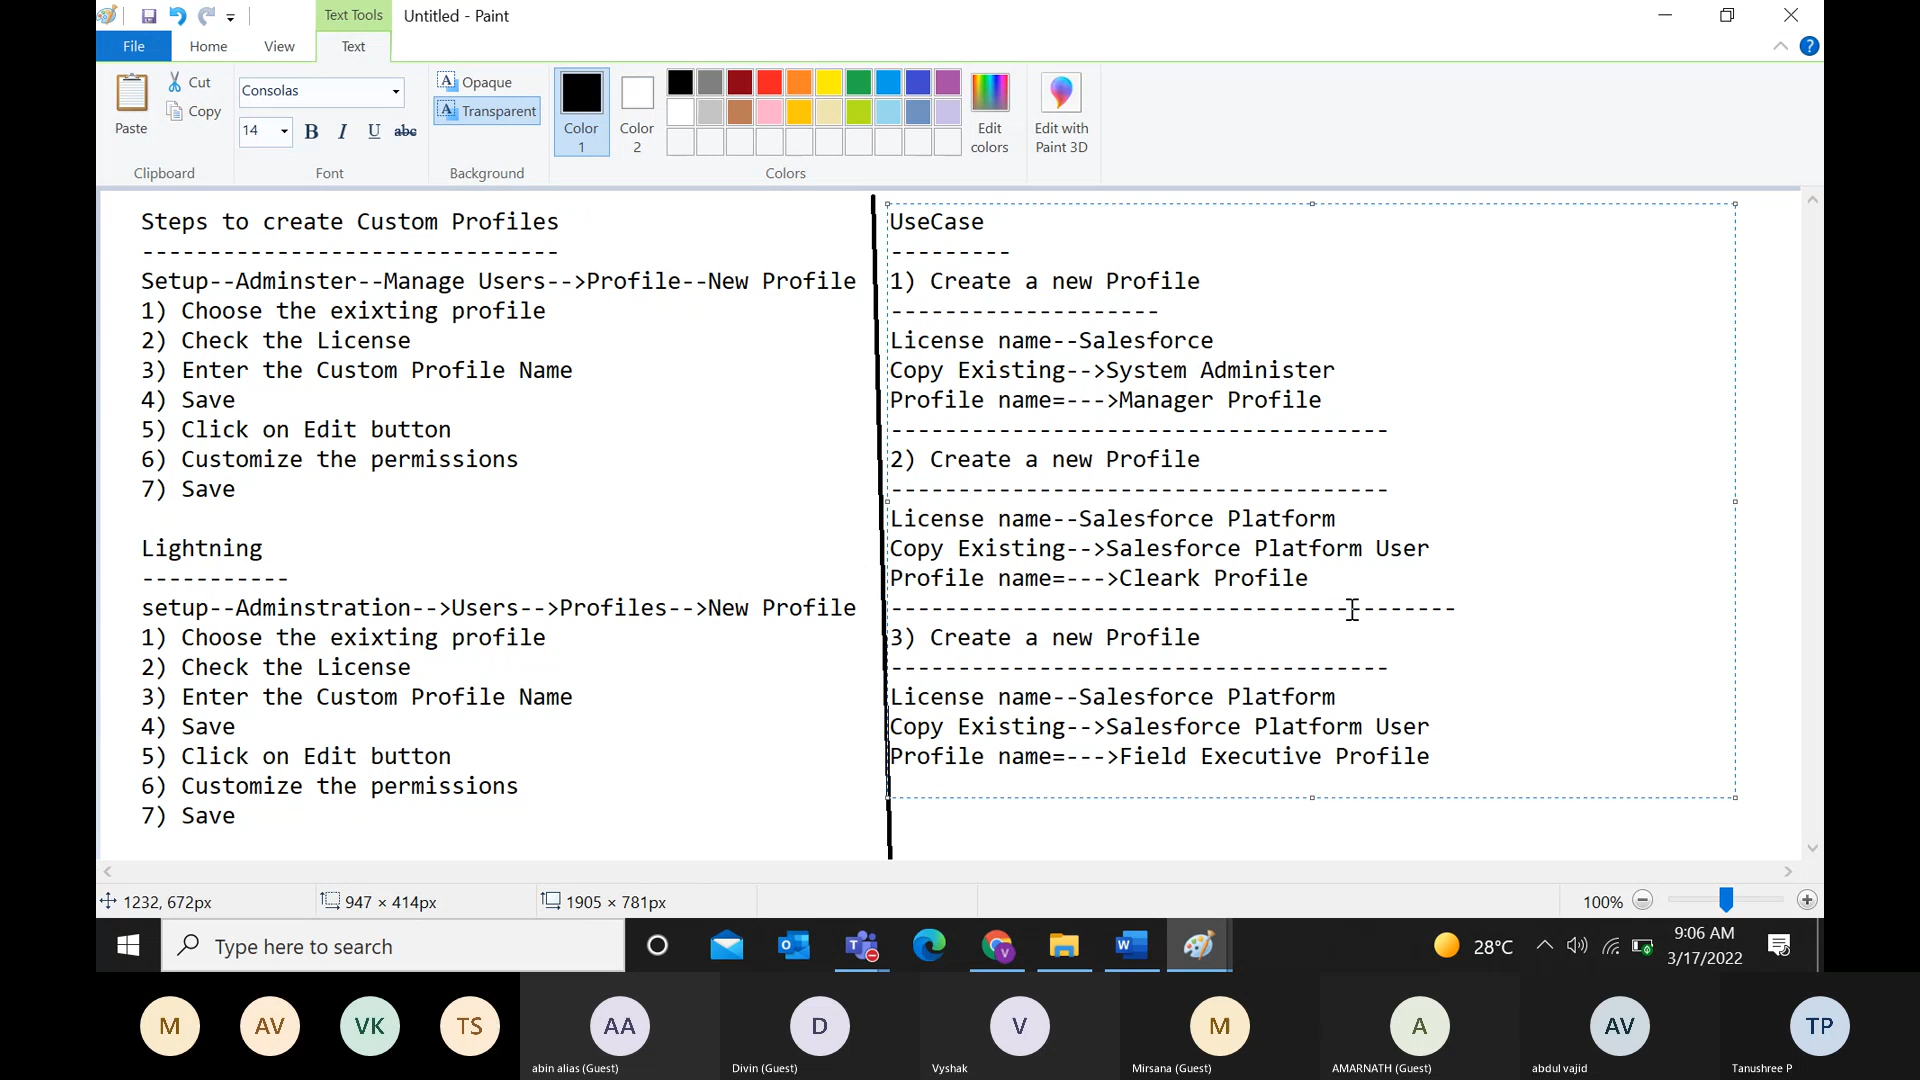 Text Tools
Untitled - Paint
File
Home
View
Text
Paste
Cut
Copy
Clipboard
Consolas
14
B I U abc
Font
Opaque
Transparent
Background
Color 1
Color 2
Edit colors
Colors
Edit with Paint 3D
Steps to create Custom Profiles
-------------------------------
Setup--Adminster--Manage Users-->Profile--New Profile
1) Choose the exixting profile
2) Check the License
3) Enter the Custom Profile Name
4) Save
5) Click on Edit button
6) Customize the permissions
7) Save
Lightning
-----------
setup--Adminstration-->Users-->Profiles-->New Profile
1) Choose the exixting profile
2) Check the License
3) Enter the Custom Profile Name
4) Save
5) Click on Edit button
6) Customize the permissions
7) Save
UseCase
---------
1) Create a new Profile
--------------------
License name--Salesforce
Copy Existing-->System Administer
Profile name=--->Manager Profile
-------------------------------------
2) Create a new Profile
-------------------------------------
License name--Salesforce Platform
Copy Existing-->Salesforce Platform User
Profile name=--->Cleark Profile
------------------------------------------
3) Create a new Profile
-------------------------------------
License name--Salesforce Platform
Copy Existing-->Salesforce Platform User
Profile name=--->Field Executive Profile
1232, 672px
947 × 414px
1905 × 781px
100%
Type here to search
28°C
9:06 AM
3/17/2022
M
AV
VK
TS
AA
D
V
M
A
AV
TP
abin alias (Guest)
Divin (Guest)
Vyshak
Mirsana (Guest)
AMARNATH (Guest)
abdul vajid
Tanushree P